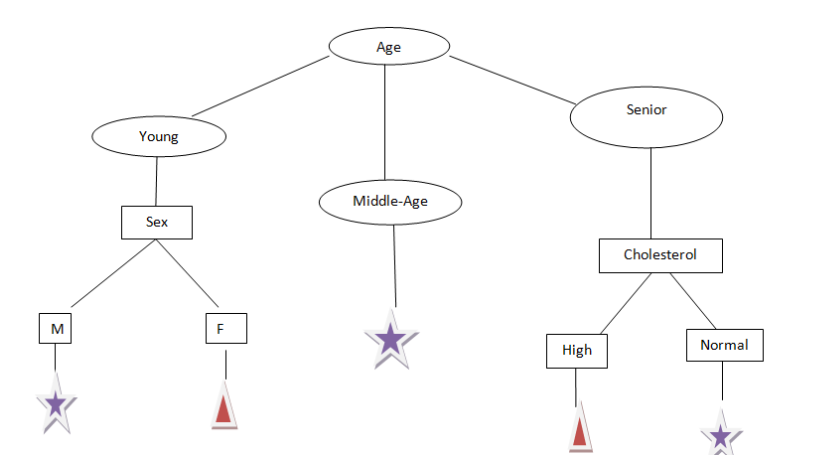 Age
Young
Middle-Age
Senior
Sex
Cholesterol
M
F
High
Normal